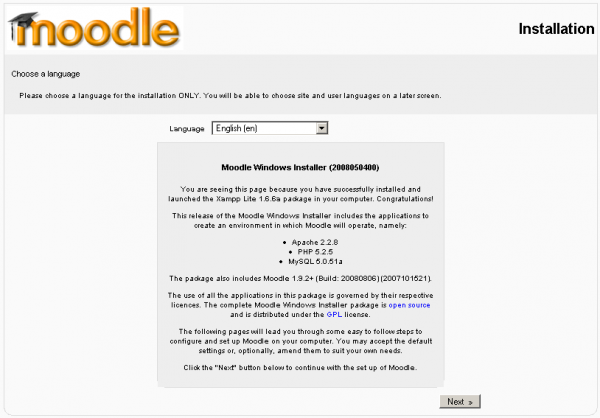 moodle
Installation
Choose a language
Please choose a language for the installation ONLY. You will be able to choose site and user languages on a later screen.
Language English (en)
Moodle Windows Installer (2008050400)
You are seeing this page because you have successfully installed and
launched the Xampp Lite 1.6.6a package in your computer. Congratulations!
This release of the Moodle Windows Installer includes the applications to
create an environment in which Moodle will operate, namely:
• Apache 2.2.8
• PHP 5.2.5
• MySQL 5.0.51a
The package also includes Moodle 1.9.2+ (Build: 20080806) (2007101521).
The use of all the applications in this package is governed by their respective
licences. The complete Moodle Windows Installer package is open source
and is distributed under the GPL license.
The following pages will lead you through some easy to follow steps to
configure and set up Moodle on your computer. You may accept the default
settings or, optionally, amend them to suit your own needs.
Click the "Next" button below to continue with the set up of Moodle.
Next »